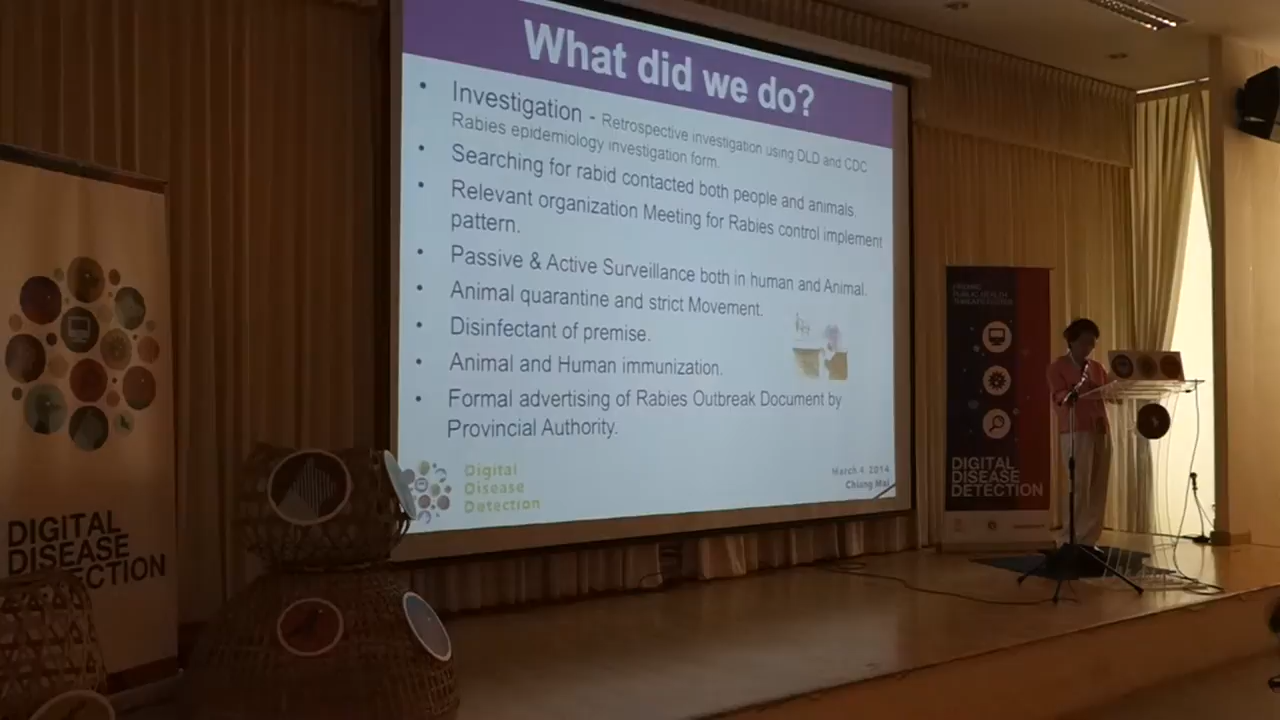 What did we do?
• Investigation - Retrospective investigation using DLD and CDC
Rabies epidemiology investigation form.
• Searching for rabid contacted both people and animals.
• Relevant organization Meeting for Rabies control implement
pattern.
• Passive & Active Surveillance both in human and Animal.
• Animal quarantine and strict Movement.
• Disinfectant of premise.
• Animal and Human immunization.
• Formal advertising of Rabies Outbreak Document by
Provincial Authority.
Digital
Disease
Detection
March 4 2014
Chiang Mai
DIGITAL
DISEASE
DETECTION
PUBLIC HEALTH
DIGITAL
DISEASE
DETECTION